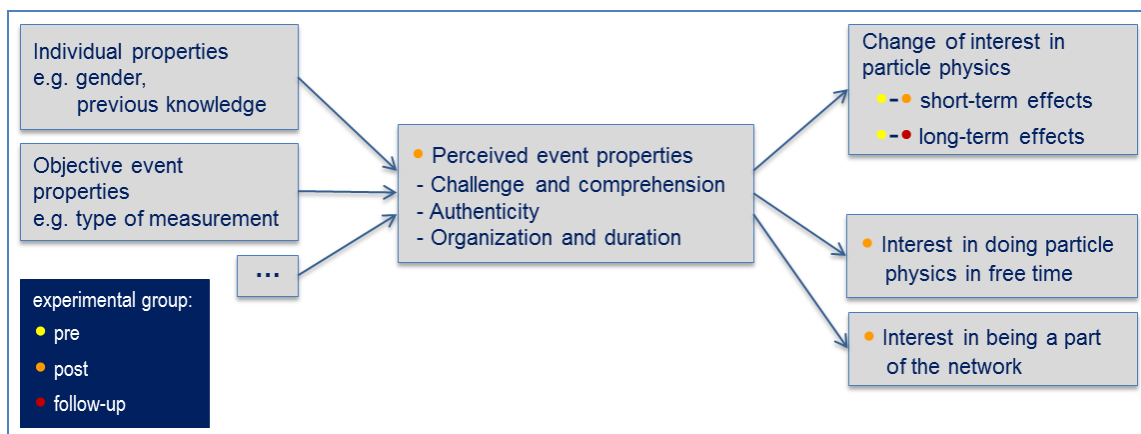 Individual properties
e.g. gender,
previous knowledge
Objective event
properties
e.g. type of measurement
...
experimental group:
• pre
• post
• follow-up
• Perceived event properties
- Challenge and comprehension
- Authenticity
- Organization and duration
Change of interest in
particle physics
•-• short-term effects
•-• long-term effects
• Interest in doing particle
physics in free time
• Interest in being a part
of the network